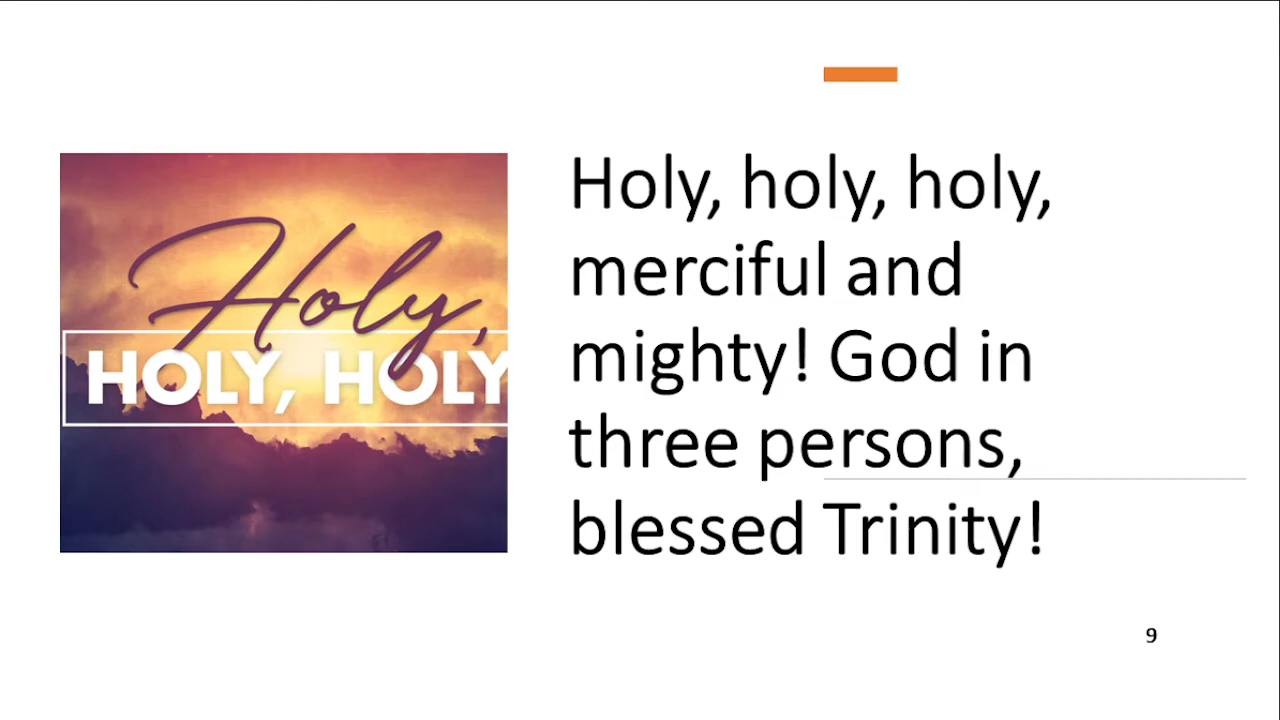 Holy,
HOLY, HOLY
Holy, holy, holy,
merciful and
mighty! God in
three persons,
blessed Trinity!
9